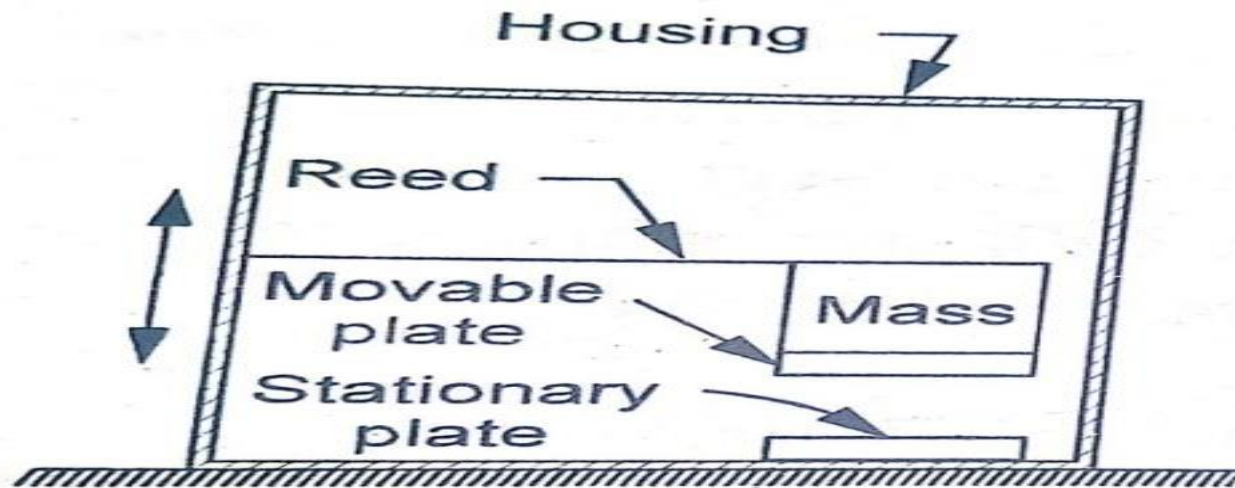 Housing
Reed
Movable
plate
Mass
Stationary
plate